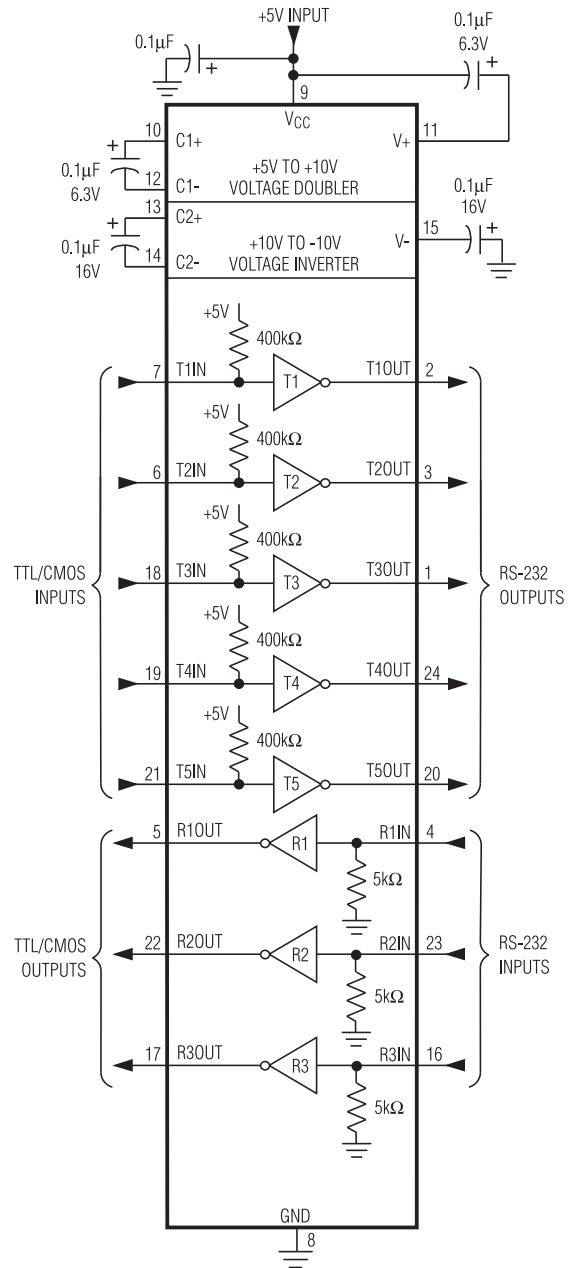 +5V INPUT
0.1µF
+
0.1µF
6.3V
+
9
VCC
10
C1+
V+
11
+
0.1µF
6.3V
12
C1-
+5V TO +10V
VOLTAGE DOUBLER
13
C2+
+
0.1µF
16V
14
C2-
+10V TO -10V
VOLTAGE INVERTER
V-
15
0.1µF
16V
+
+5V
400kΩ
7
T1IN
T1
T1OUT
2
+5V
400kΩ
6
T2IN
T2
T2OUT
3
+5V
400kΩ
TTL/CMOS
INPUTS
18
T3IN
T3
T3OUT
1
RS-232
OUTPUTS
+5V
400kΩ
19
T4IN
T4
T4OUT
24
+5V
400kΩ
21
T5IN
T5
T5OUT
20
5
R1OUT
R1
R1IN
4
5kΩ
TTL/CMOS
OUTPUTS
22
R2OUT
R2
R2IN
23
RS-232
INPUTS
5kΩ
17
R3OUT
R3
R3IN
16
5kΩ
GND
8